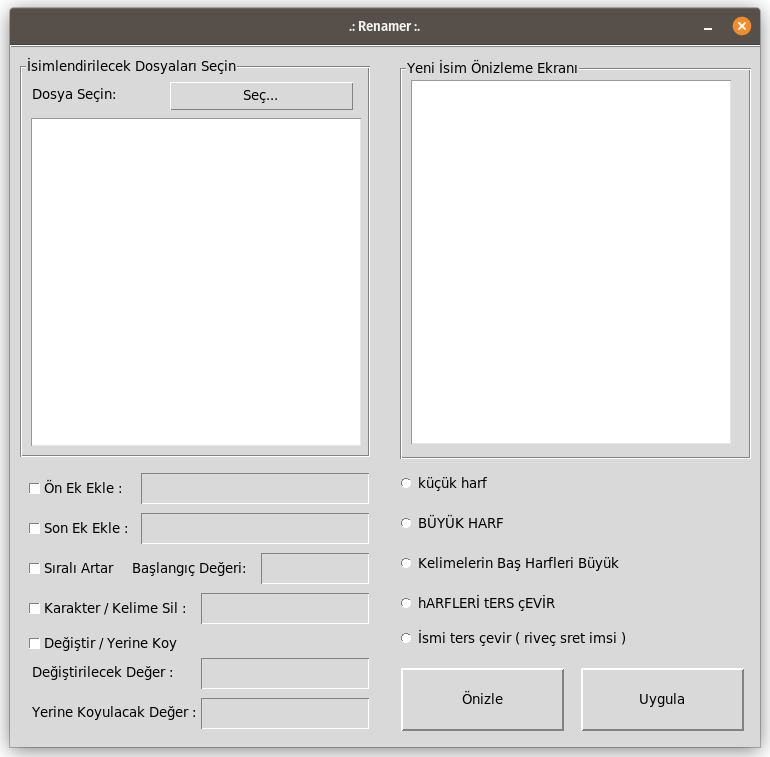 .: Renamer :.
İsimlendirilecek Dosyaları Seçin
Dosya Seçin:
Seç...
Yeni İsim Önizleme Ekranı
Ön Ek Ekle :
Son Ek Ekle :
Sıralı Artar Başlangıç Değeri:
Karakter / Kelime Sil :
Değiştir / Yerine Koy
Değiştirilecek Değer :
Yerine Koyulacak Değer :
küçük harf
BÜYÜK HARF
Kelimelerin Baş Harfleri Büyük
hARFLERİ tERS çEVİR
İsmi ters çevir ( riveç sret imsi )
Önizle
Uygula